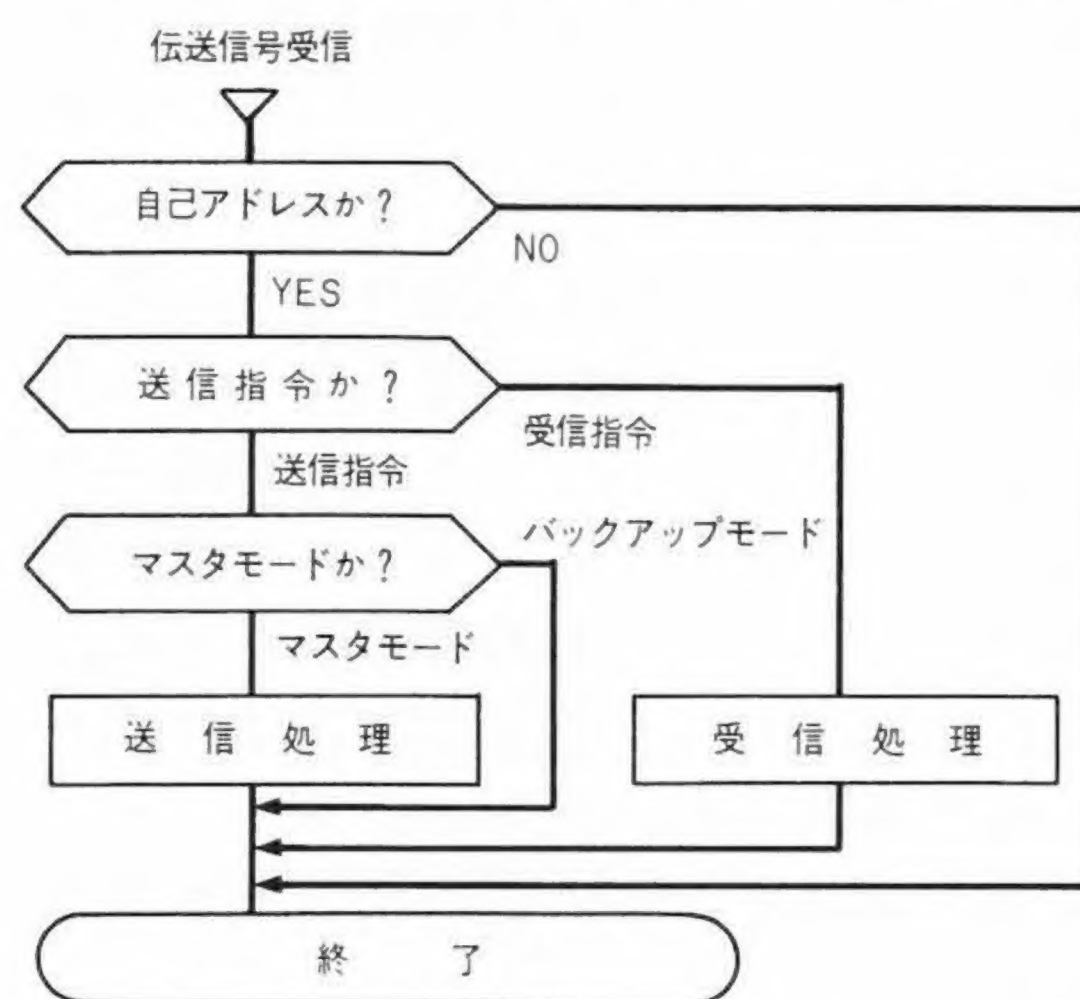 伝送信号受信
自己アドレスか?
NO
YES
送信指令か?
受信指令
送信指令
バックアップモード
マスタモードか?
マスタモード
送信処理
受信処理
終了